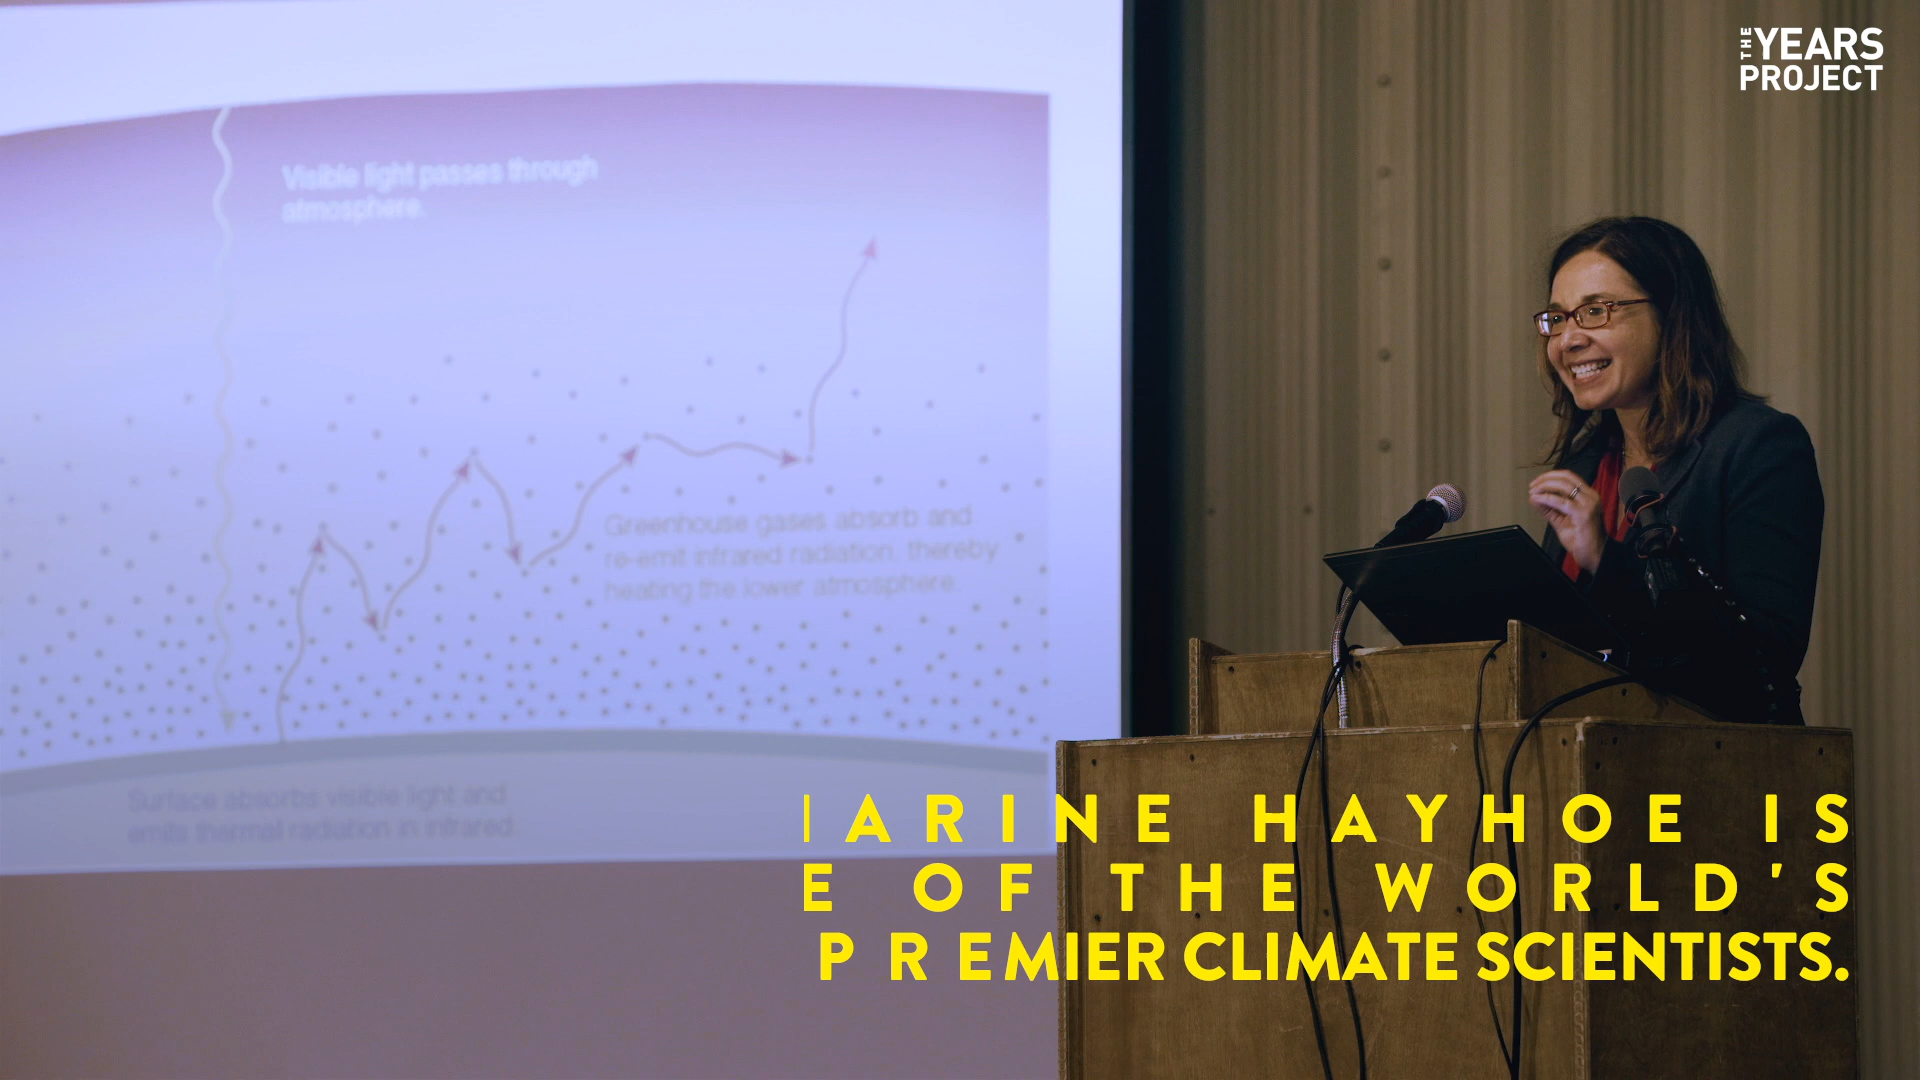 THE YEARS
PROJECT
Visible light passes through
atmosphere.
Greenhouse gases absorb and
re-emit infrared radiation, thereby
heating the lower atmosphere.
Surface absorbs visible light and
emits thermal radiation in infrared.
ARINE HAYHOE IS
E OF THE WORLD'S
PREMIER CLIMATE SCIENTISTS.